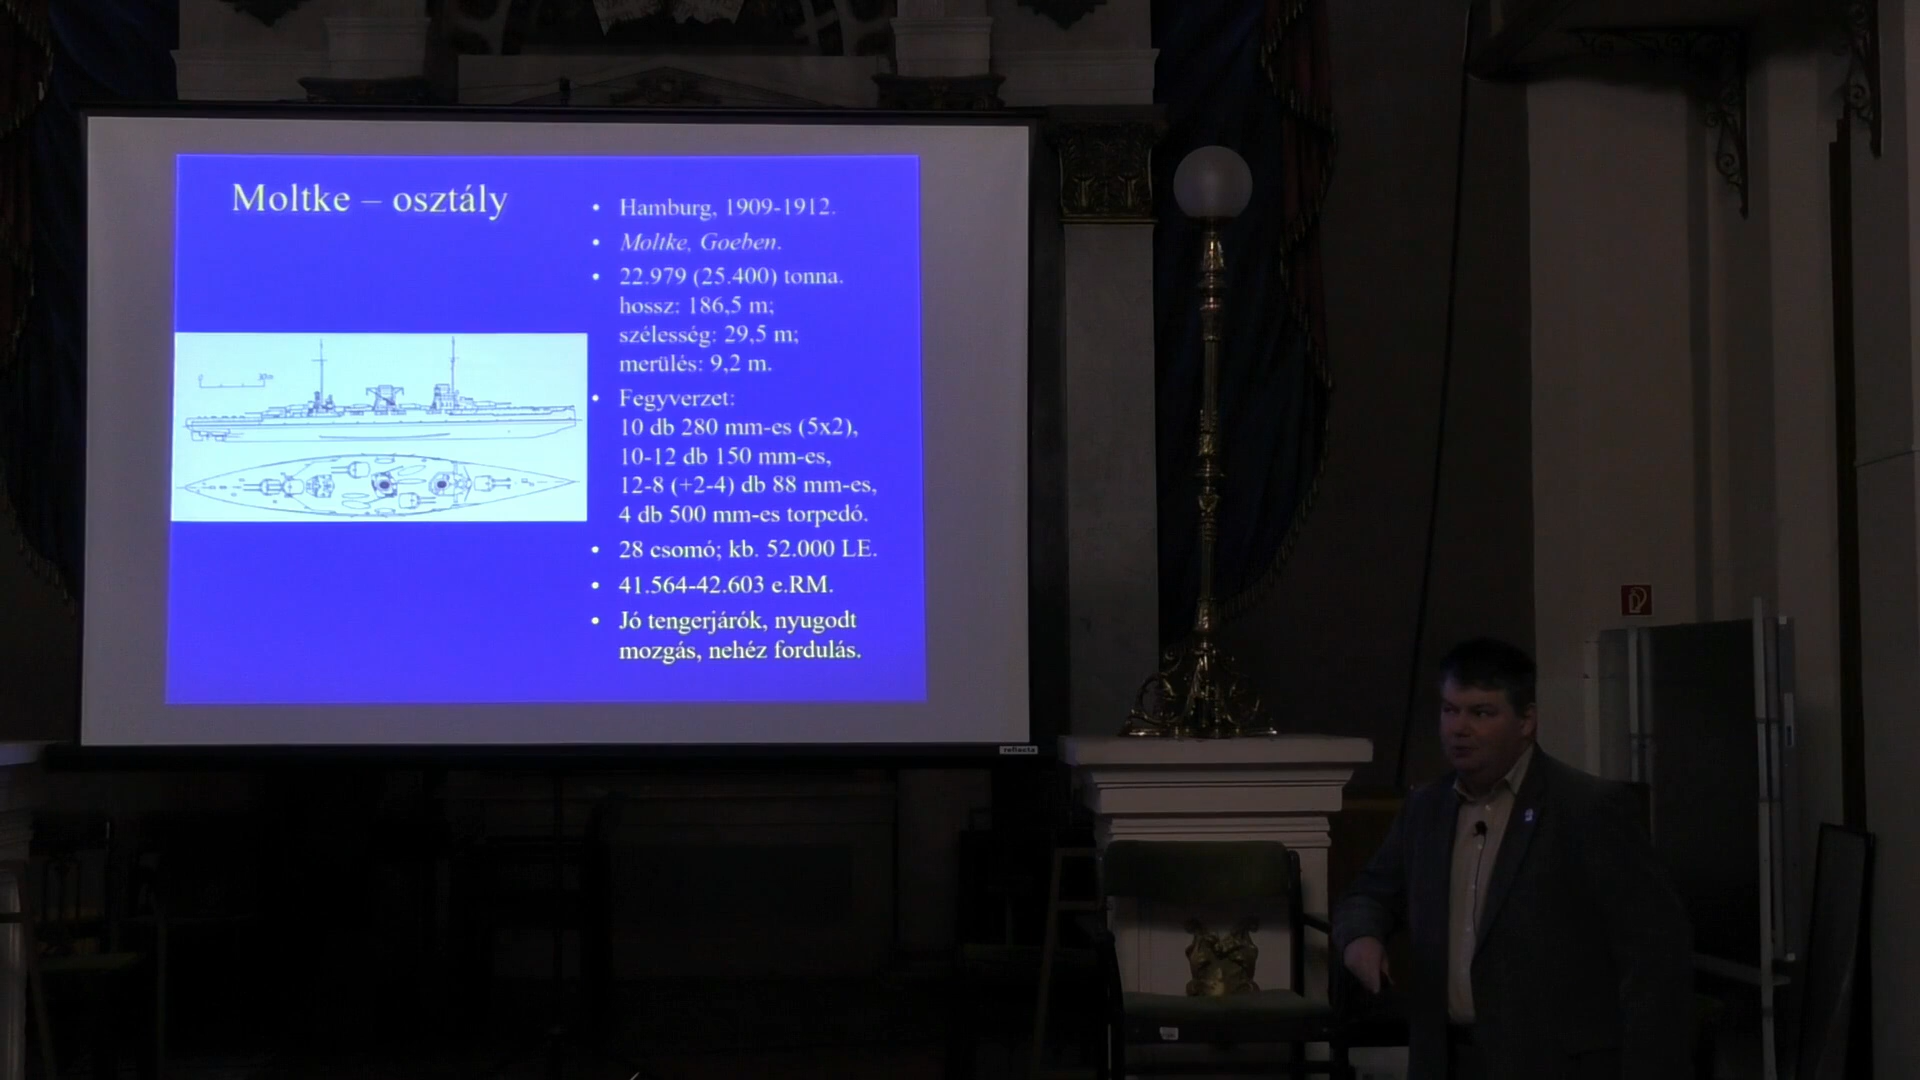 Moltke – osztály
• Hamburg, 1909-1912.
• Moltke, Goeben.
• 22.979 (25.400) tonna.
hossz: 186,5 m;
szélesség: 29,5 m;
merülés: 9,2 m.
• Fegyverzet:
10 db 280 mm-es (5x2),
10-12 db 150 mm-es,
12-8 (+2-4) db 88 mm-es,
4 db 500 mm-es torpedó.
• 28 csomó; kb. 52.000 LE.
• 41.564-42.603 e.RM.
• Jó tengerjárók, nyugodt
mozgás, nehéz fordulás.
reflecta